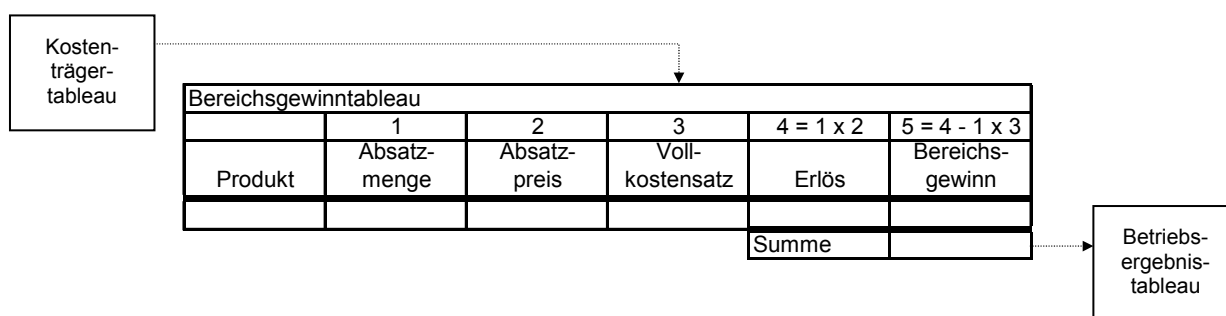 Kosten-
träger-
tableau
Bereichsgewinntableau
1 2 3 4 = 1 x 2 5 = 4 - 1 x 3
Produkt Absatz-
menge Absatz-
preis Voll-
kostensatz Erlös Bereichs-
gewinn
Summe
Betriebs-
ergebnis-
tableau